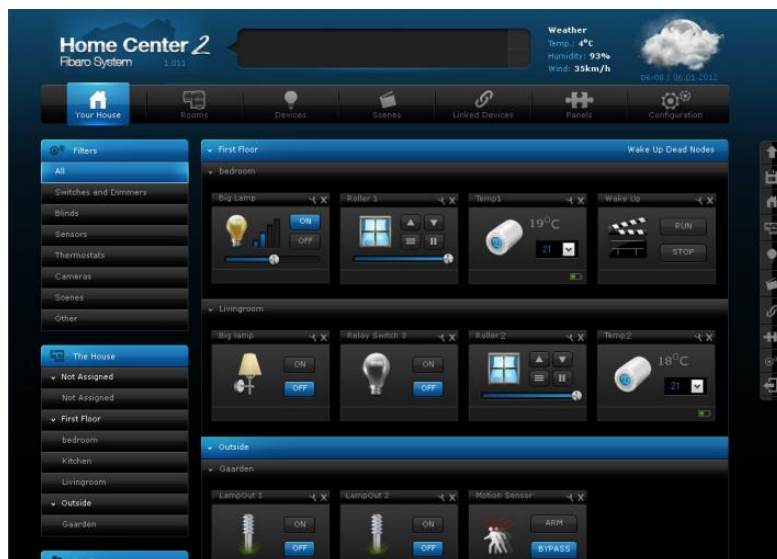 Home Center 2
Fibaro System 1.011
Weather
Temp.: 4°C
Humidity: 93%
Wind: 35km/h
06:08 / 06.01.2012
Your House
Rooms
Devices
Scenes
Linked Devices
Panels
Configuration
Filters
All
Switches and Dimmers
Blinds
Sensors
Thermostats
Cameras
Scenes
Other
The House
Not Assigned
Not Assigned
First Floor
bedroom
Kitchen
Livingroom
Outside
Gaarden
First Floor
Wake Up Dead Nodes
bedroom
Big Lamp
ON
OFF
Roller 1
Temp1
19°C
21
Wake Up
RUN
STOP
Livingroom
Big lamp
ON
OFF
Relay Switch 3
ON
OFF
Roller2
Temp2
18°C
21
Outside
Gaarden
LampOut 1
ON
OFF
LampOut 2
ON
OFF
Motion Sensor
ARM
BYPASS